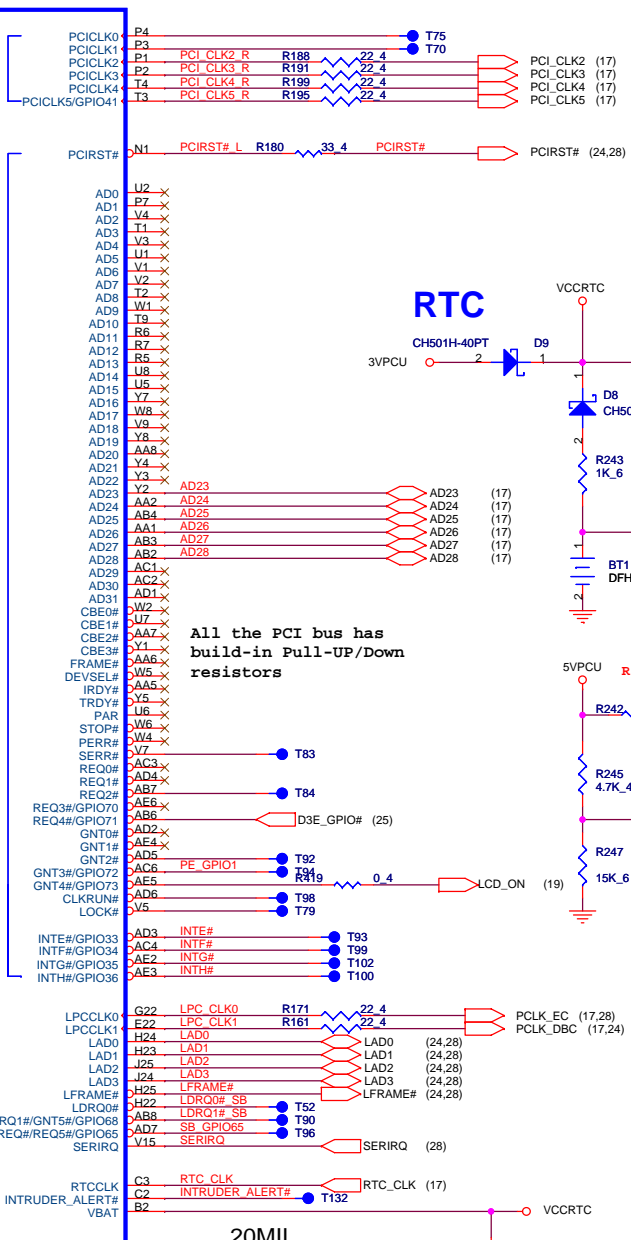 PCICLK0 P4 T75
PCICLK1 P3 T70
PCICLK2 P1 PCI_CLK2_R R188 22_4 PCI_CLK2 (17)
PCICLK3 P2 PCI_CLK3_R R191 22_4 PCI_CLK3 (17)
PCICLK4 T4 PCI_CLK4_R R199 22_4 PCI_CLK4 (17)
PCICLK5/GPIO41 T3 PCI_CLK5_R R195 22_4 PCI_CLK5 (17)
PCIRST# N1 PCIRST#_L R180 33_4 PCIRST# PCIRST# (24,28)
AD0 U2
AD1 P7
AD2 V4
AD3 T1
AD4 V3
AD5 U1
AD6 V1
AD7 V2
AD8 T2
AD9 W1
AD10 T9
AD11 R6
AD12 R7
AD13 R5
AD14 U8
AD15 U5
AD16 Y7
AD17 W8
AD18 V9
AD19 Y8
AD20 AA8
AD21 Y4
AD22 Y3
AD23 Y2 AD23 AD23 (17)
AD24 AA2 AD24 AD24 (17)
AD25 AB4 AD25 AD25 (17)
AD26 AA1 AD26 AD26 (17)
AD27 AB3 AD27 AD27 (17)
AD28 AB2 AD28 AD28 (17)
AD29 AC1
AD30 AC2
AD31 AD1
CBE0# W2
CBE1# U7
CBE2# AA7
CBE3# Y1
FRAME# AA6
DEVSEL# W5
IRDY# AA5
TRDY# Y5
PAR U6
STOP# W6
PERR# W4
SERR# V7 T83
REQ0# AC3
REQ1# AD4
REQ2# AB7 T84
REQ3#/GPIO70 AE6
REQ4#/GPIO71 AB6 D3E_GPIO# (25)
GNT0# AD2
GNT1# AE4
GNT2# AD5 T92
GNT3#/GPIO72 AC6 PE_GPIO1 T94
GNT4#/GPIO73 AE5 R419 0_4 LCD_ON (19)
CLKRUN# AD6 T98
LOCK# V5 T79
INTE#/GPIO33 AD3 INTE# T93
INTF#/GPIO34 AC4 INTF# T99
INTG#/GPIO35 AE2 INTG# T102
INTH#/GPIO36 AE3 INTH# T100
LPCCLK0 G22 LPC_CLK0 R171 22_4 PCLK_EC (17,28)
LPCCLK1 E22 LPC_CLK1 R161 22_4 PCLK_DBC (17,24)
LAD0 H24 LAD0 LAD0 (24,28)
LAD1 H23 LAD1 LAD1 (24,28)
LAD2 J25 LAD2 LAD2 (24,28)
LAD3 J24 LAD3 LAD3 (24,28)
LFRAME# H25 LFRAME# LFRAME# (24,28)
LDRQ0# H22 LDRQ0#_SB T52
RQ1#/GNT5#/GPIO68 AB8 LDRQ1#_SB T90
REQ#/REQ5#/GPIO65 AD7 SB_GPIO65 T96
SERIRQ V15 SERIRQ SERIRQ (28)
RTCCLK C3 RTC_CLK RTC_CLK (17)
INTRUDER_ALERT# C2 INTRUDER_ALERT# T132
VBAT B2 VCCRTC
20MIL
All the PCI bus has
build-in Pull-UP/Down
resistors
RTC
VCCRTC
CH501H-40PT D9
3VPCU 2 1
1
D8
CH50
2
R243
1K_6
1
BT1
DFH
2
5VPCU R
R242
R245
4.7K_4
R247
15K_6